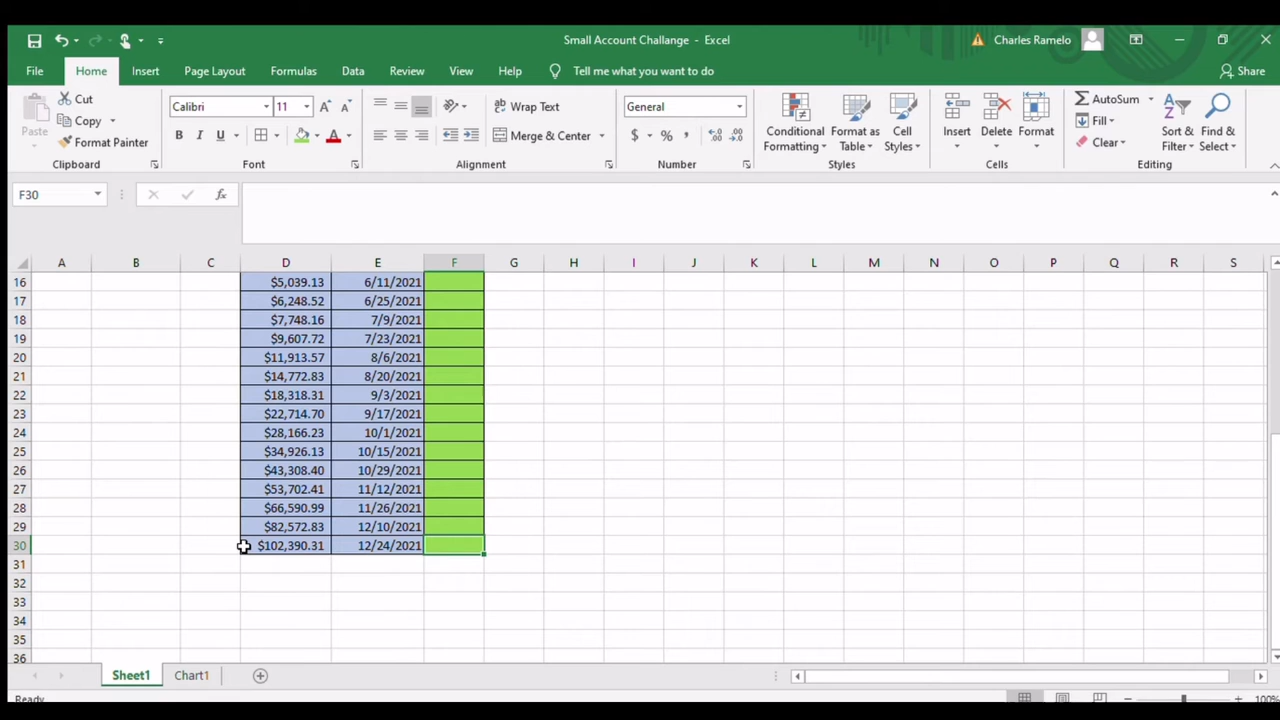 Small Account Challange - Excel
Charles Ramelo
File Home Insert Page Layout Formulas Data Review View Help Tell me what you want to do Share
Paste
Cut
Copy
Format Painter
Clipboard
Calibri 11 A A
B I U A
Font
Wrap Text
Merge & Center
Alignment
General
$ % ,
Number
Conditional Formatting
Format as Table
Cell Styles
Styles
Insert Delete Format
Cells
AutoSum
Fill
Clear
Sort & Filter
Find & Select
Editing
F30 fx
A B C D E F G H I J K L M N O P Q R S
16 $5,039.13 6/11/2021
17 $6,248.52 6/25/2021
18 $7,748.16 7/9/2021
19 $9,607.72 7/23/2021
20 $11,913.57 8/6/2021
21 $14,772.83 8/20/2021
22 $18,318.31 9/3/2021
23 $22,714.70 9/17/2021
24 $28,166.23 10/1/2021
25 $34,926.13 10/15/2021
26 $43,308.40 10/29/2021
27 $53,702.41 11/12/2021
28 $66,590.99 11/26/2021
29 $82,572.83 12/10/2021
30 $102,390.31 12/24/2021
31
32
33
34
35
36
Sheet1 Chart1
Ready 100%